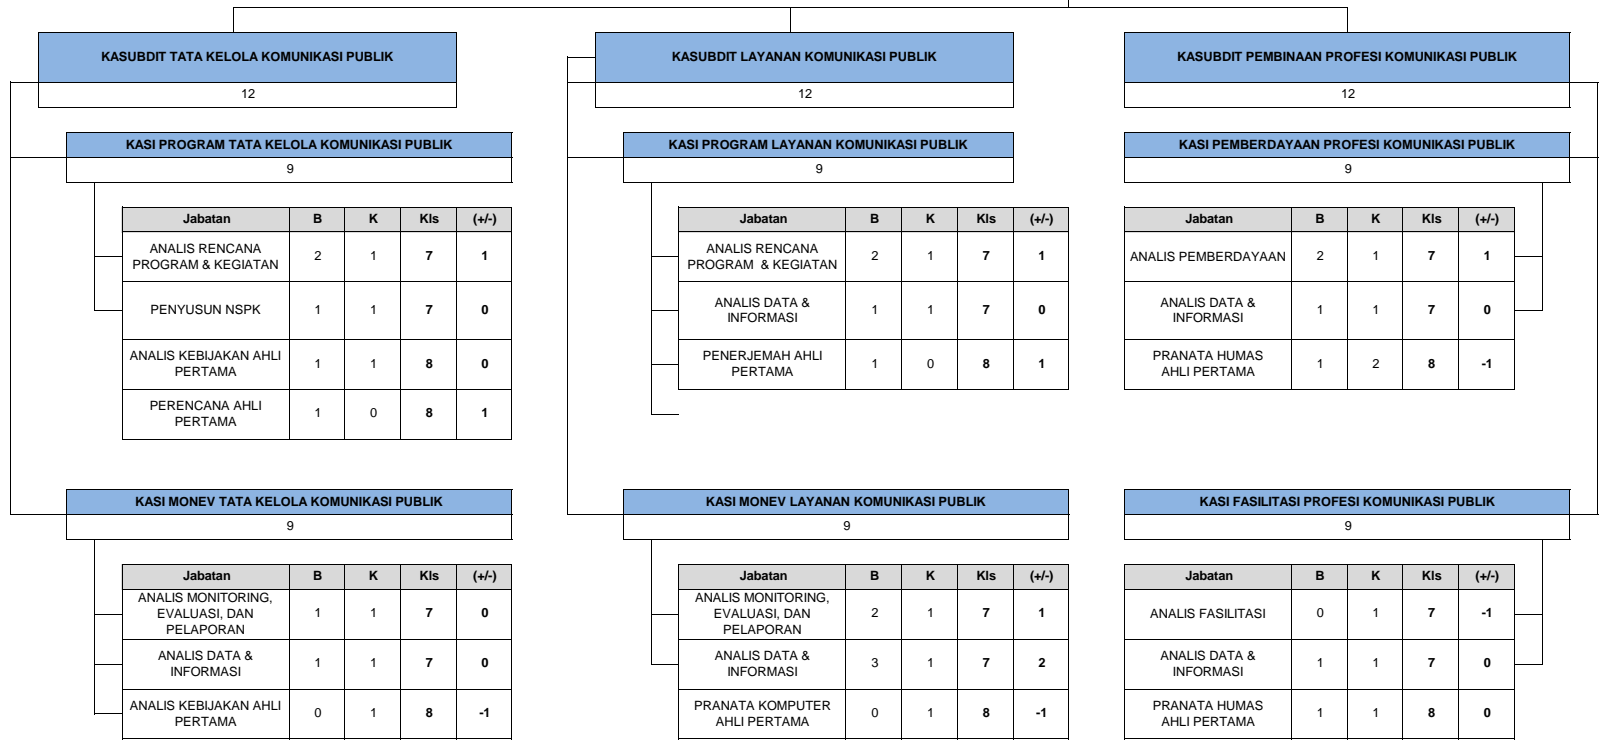 KASUBDIT TATA KELOLA KOMUNIKASI PUBLIK
12
KASI PROGRAM TATA KELOLA KOMUNIKASI PUBLIK
9
Jabatan B K Kls (+/-)
ANALIS RENCANA
PROGRAM & KEGIATAN 2 1 7 1
PENYUSUN NSPK 1 1 7 0
ANALIS KEBIJAKAN AHLI
PERTAMA 1 1 8 0
PERENCANA AHLI
PERTAMA 1 0 8 1
KASI MONEV TATA KELOLA KOMUNIKASI PUBLIK
9
Jabatan B K Kls (+/-)
ANALIS MONITORING,
EVALUASI, DAN 1 1 7 0
PELAPORAN
ANALIS DATA &
INFORMASI 1 1 7 0
ANALIS KEBIJAKAN AHLI
PERTAMA 0 1 8 -1
KASUBDIT LAYANAN KOMUNIKASI PUBLIK
12
KASI PROGRAM LAYANAN KOMUNIKASI PUBLIK
9
Jabatan B K Kls (+/-)
ANALIS RENCANA
PROGRAM & KEGIATAN 2 1 7 1
ANALIS DATA &
INFORMASI 1 1 7 0
PENERJEMAH AHLI
PERTAMA 1 0 8 1
KASI MONEV LAYANAN KOMUNIKASI PUBLIK
9
Jabatan B K Kls (+/-)
ANALIS MONITORING,
EVALUASI, DAN 2 1 7 1
PELAPORAN
ANALIS DATA &
INFORMASI 3 1 7 2
PRANATA KOMPUTER
AHLI PERTAMA 0 1 8 -1
KASUBDIT PEMBINAAN PROFESI KOMUNIKASI PUBLIK
12
KASI PEMBERDAYAAN PROFESI KOMUNIKASI PUBLIK
9
Jabatan B K Kls (+/-)
ANALIS PEMBERDAYAAN 2 1 7 1
ANALIS DATA &
INFORMASI 1 1 7 0
PRANATA HUMAS
AHLI PERTAMA 1 2 8 -1
KASI FASILITASI PROFESI KOMUNIKASI PUBLIK
9
Jabatan B K Kls (+/-)
ANALIS FASILITASI 0 1 7 -1
ANALIS DATA &
INFORMASI 1 1 7 0
PRANATA HUMAS
AHLI PERTAMA 1 1 8 0